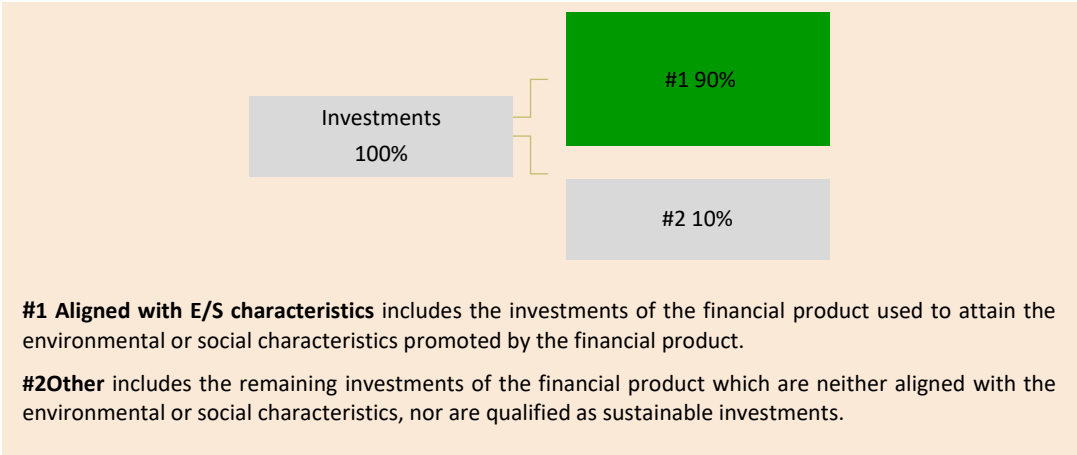 Investments
100%
#1 90%
#2 10%
#1 Aligned with E/S characteristics includes the investments of the financial product used to attain the
environmental or social characteristics promoted by the financial product.
#2Other includes the remaining investments of the financial product which are neither aligned with the
environmental or social characteristics, nor are qualified as sustainable investments.